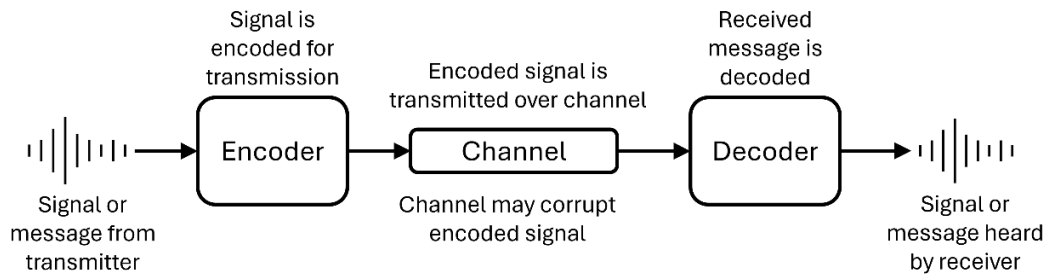 Signal is
encoded for
transmission
Encoded signal is
transmitted over channel
Received
message is
decoded
Encoder
Channel
Decoder
Signal or
message from
transmitter
Channel may corrupt
encoded signal
Signal or
message heard
by receiver